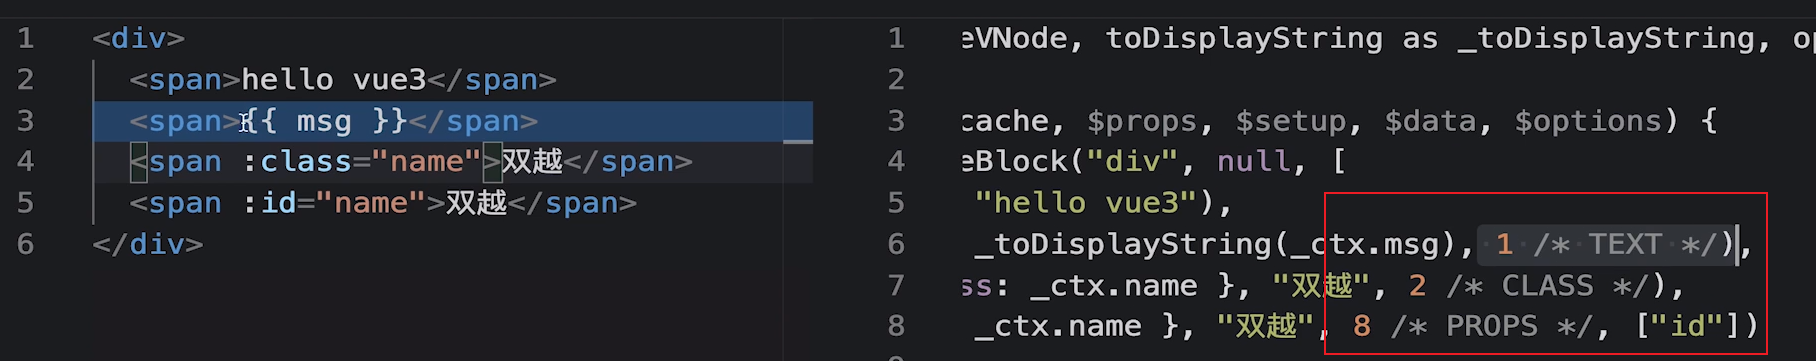 1 <div>
2 <span>hello vue3</span>
3 <span>{{ msg }}</span>
4 <span :class="name">双越</span>
5 <span :id="name">双越</span>
6 </div>
1 eVNode, toDisplayString as _toDisplayString, op
2
3 cache, $props, $setup, $data, $options) {
4 eBlock("div", null, [
5 "hello vue3"),
6 _toDisplayString(_ctx.msg), 1 /* TEXT */),
7 ss: _ctx.name }, "双越", 2 /* CLASS */),
8 _ctx.name }, "双越", 8 /* PROPS */, ["id"])